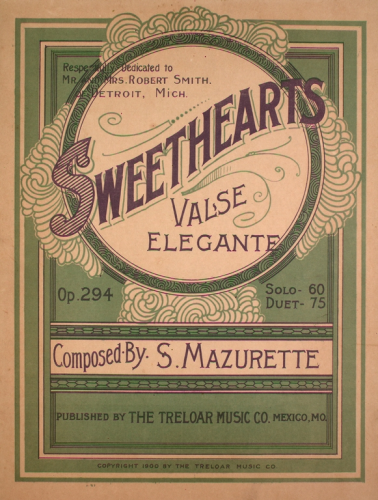 Respectfully Dedicated to
Mr. and Mrs. Robert Smith.
of Detroit, Mich.
SWEETHEARTS
VALSE
ELEGANTE
Op. 294
Solo- 60
Duet- 75
Composed-By. S. MAZURETTE
PUBLISHED BY THE TRELOAR MUSIC CO. MEXICO, MO.
COPYRIGHT 1900 BY THE TRELOAR MUSIC CO.